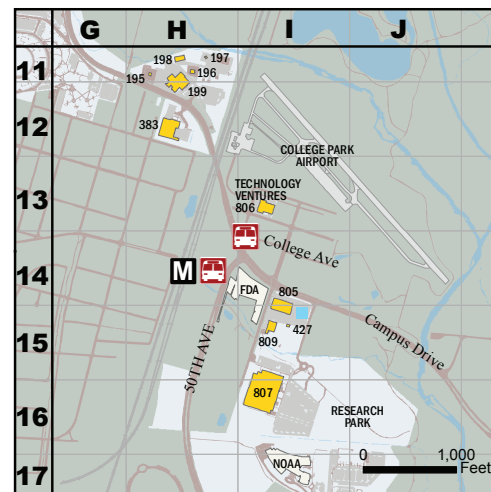 G H I J
11
198
197
195
196
199
12
383
COLLEGE PARK
AIRPORT
13
TECHNOLOGY
VENTURES
806
College Ave
14
M
FDA
805
Campus Drive
15
809
427
50TH AVE
16
807
RESEARCH
PARK
0 1,000
Feet
17
NOAA